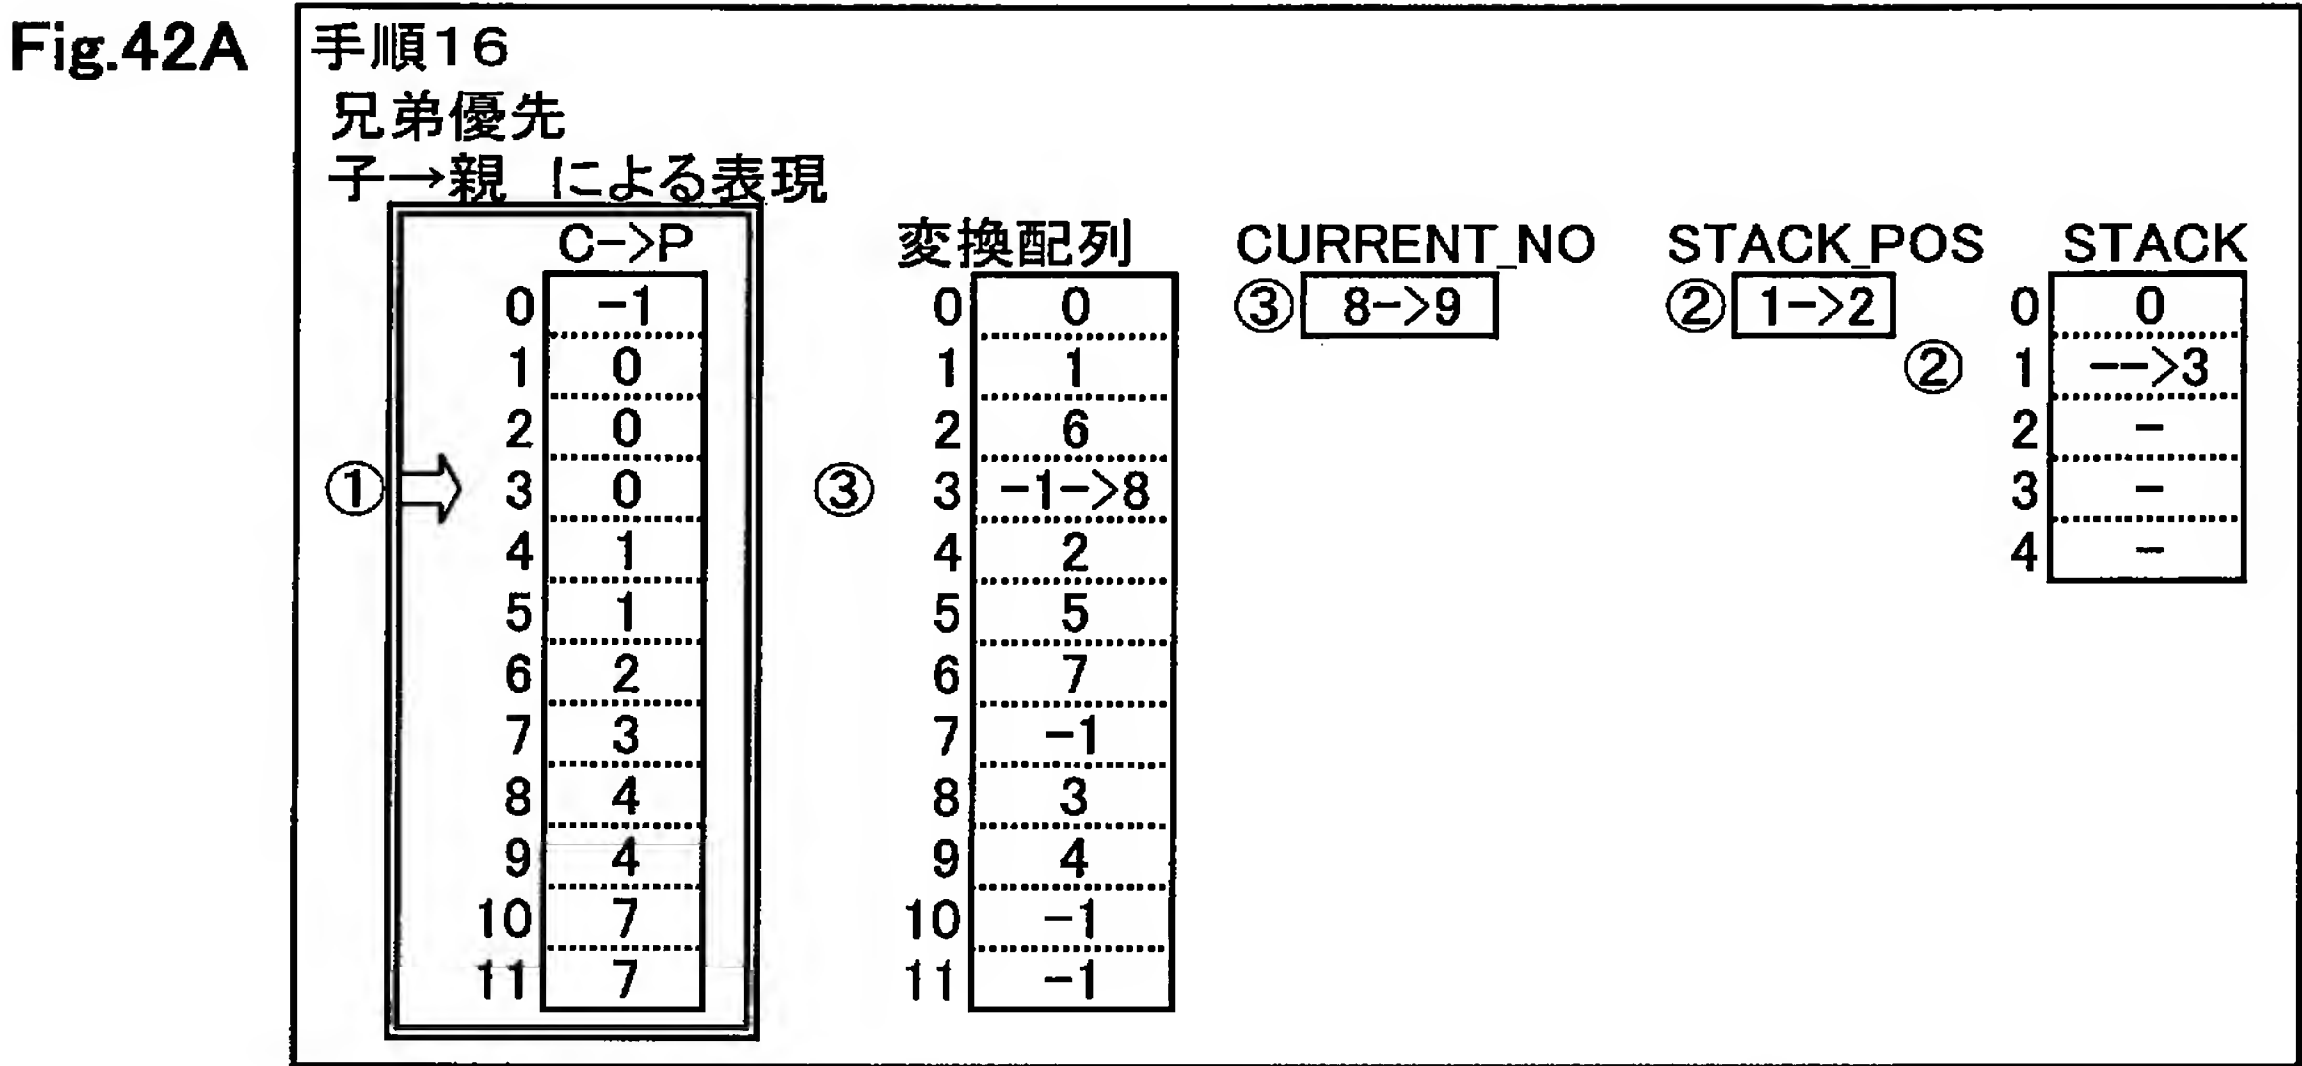 Fig.42A
手順16
兄弟優先
子→親 による表現
C->P 変換配列 CURRENT_NO STACK_POS STACK
0 -1 0 0 ③ 8->9 ② 1->2 0 0
1 0 1 1 ② 1 -->3
2 0 2 6 2 -
① 3 0 ③ 3 -1->8 3 -
4 1 4 2 4 -
5 1 5 5
6 2 6 7
7 3 7 -1
8 4 8 3
9 4 9 4
10 7 10 -1
11 7 11 -1